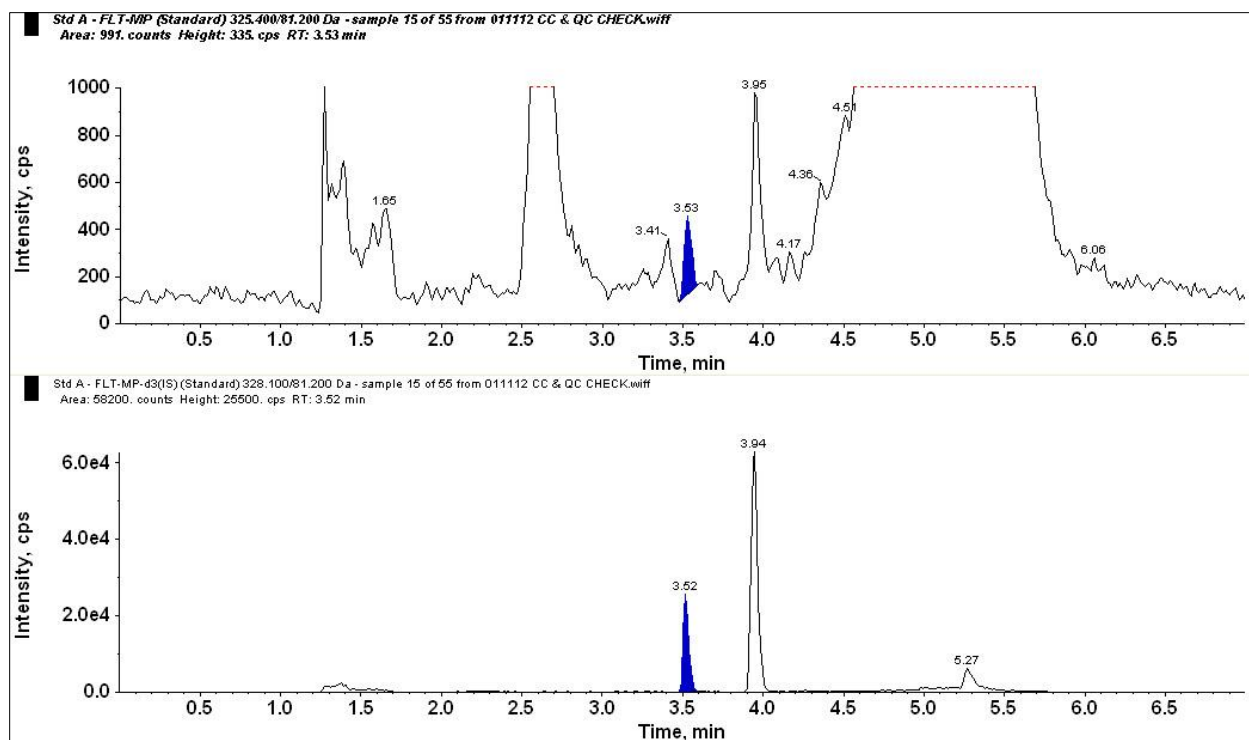 Std A - FLT-MP (Standard) 325.400/81.200 Da - sample 15 of 55 from 011112 CC & QC CHECK.wiff
Area: 991. counts Height: 335. cps RT: 3.53 min
Intensity, cps
1000
800
600
400
200
0
1.65
3.41
3.53
3.95
4.17
4.36
4.51
6.06
0.5 1.0 1.5 2.0 2.5 3.0 3.5 4.0 4.5 5.0 5.5 6.0 6.5
Time, min
Std A - FLT-MP-d3(IS) (Standard) 328.100/81.200 Da - sample 15 of 55 from 011112 CC & QC CHECK.wiff
Area: 58200. counts Height: 25500. cps RT: 3.52 min
Intensity, cps
6.0e4
4.0e4
2.0e4
0.0
3.52
3.94
5.27
0.5 1.0 1.5 2.0 2.5 3.0 3.5 4.0 4.5 5.0 5.5 6.0 6.5
Time, min